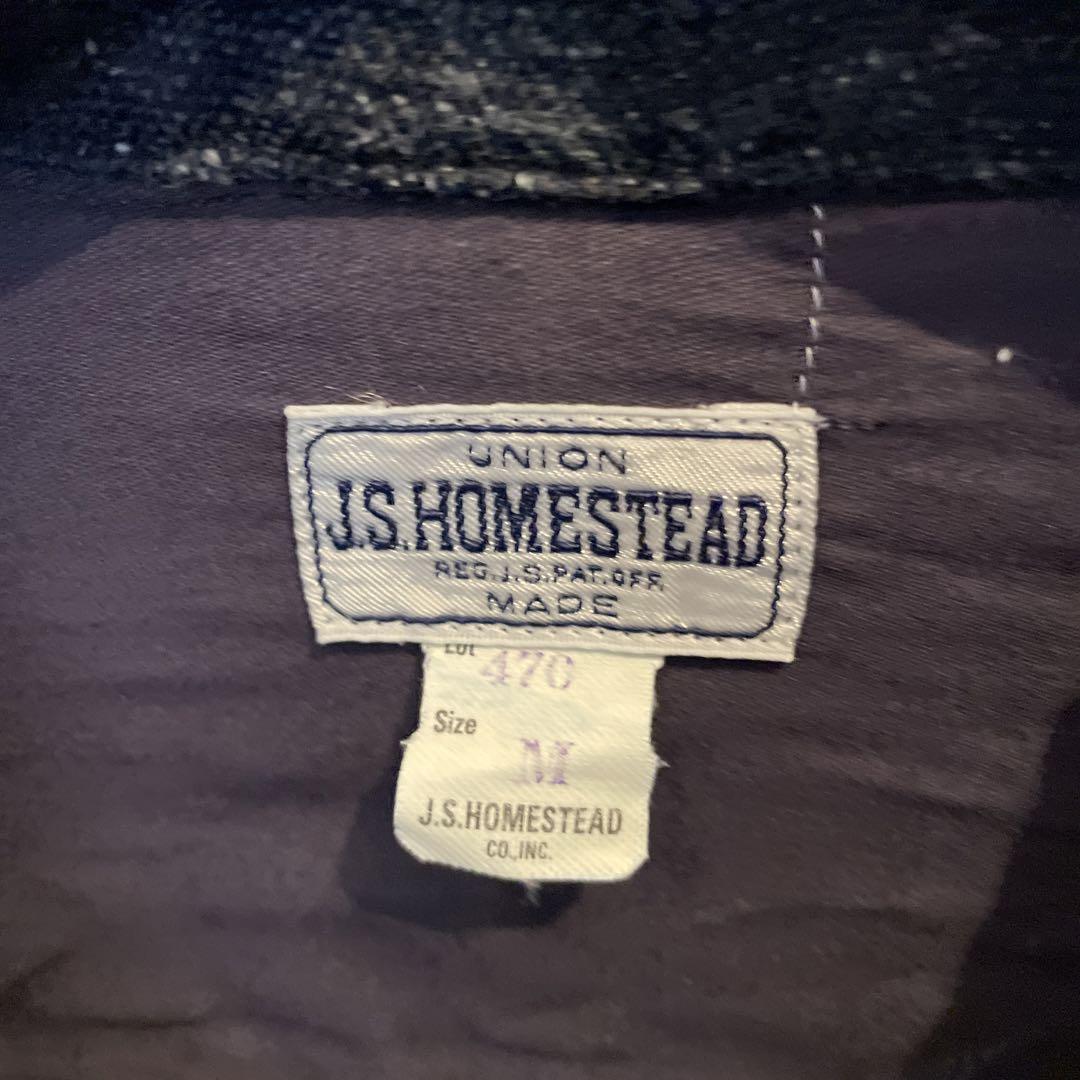 UNION
J.S.HOMESTEAD
REG.J.S.PAT.OFF.
MADE
Lot 470
Size
M
J.S.HOMESTEAD
CO.,INC.